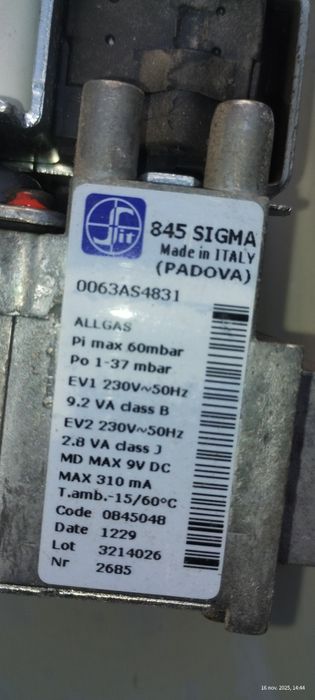 Sit
845 SIGMA
Made in ITALY
(PADOVA)
0063AS4831
ALLGAS
Pi max 60mbar
Po 1-37 mbar
EV1 230V~50Hz
9.2 VA class B
EV2 230V~50Hz
2.8 VA class J
MD MAX 9V DC
MAX 310 mA
T.amb.-15/60°C
Code 0845048
Date 1229
Lot 3214026
Nr 2685
16 nov. 2025, 14:44